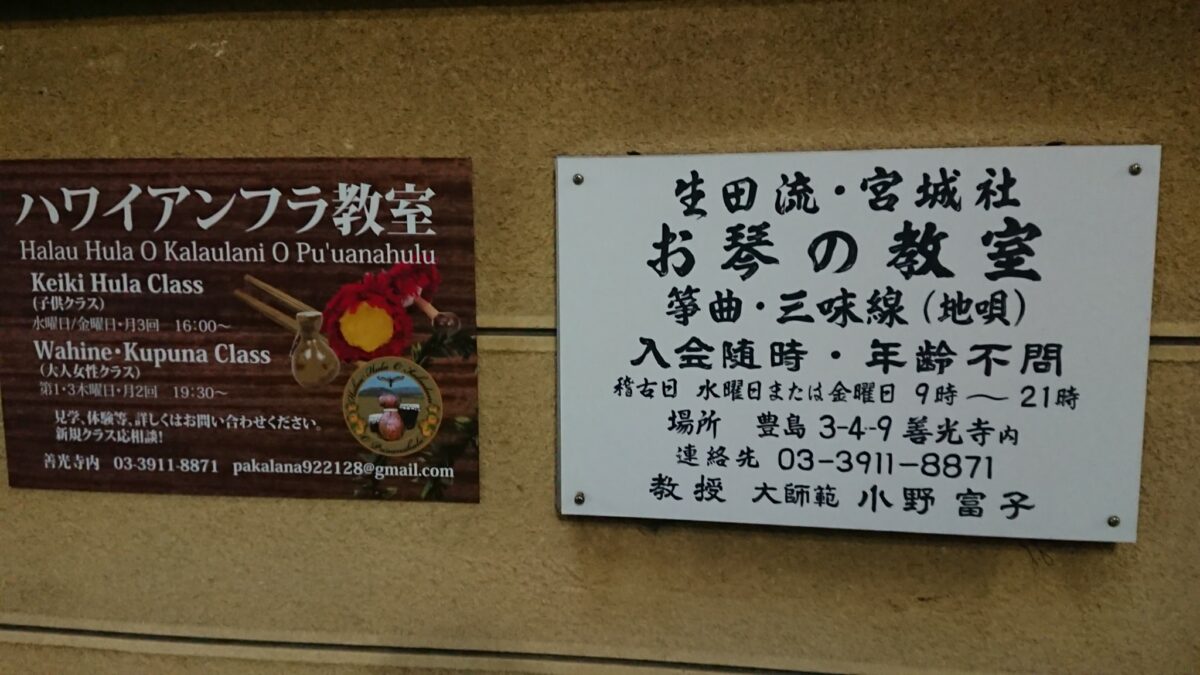 ハワイアンフラ教室
Halau Hula O Kalaulani O Pu'uanahulu
Keiki Hula Class
(子供クラス)
水曜日/金曜日・月3回 16:00～
Wahine・Kupuna Class
(大人女性クラス)
第1・3木曜日・月2回 19:30～
見学、体験等、詳しくはお問い合わせください。
新規クラス応相談!
善光寺内 03-3911-8871 pakalana922128@gmail.com
生田流・宮城社
お琴の教室
箏曲・三味線(地唄)
入会随時・年齢不問
稽古日 水曜日または金曜日 9時～21時
場所 豊島 3-4-9 善光寺内
連絡先 03-3911-8871
教授 大師範 小野 富子